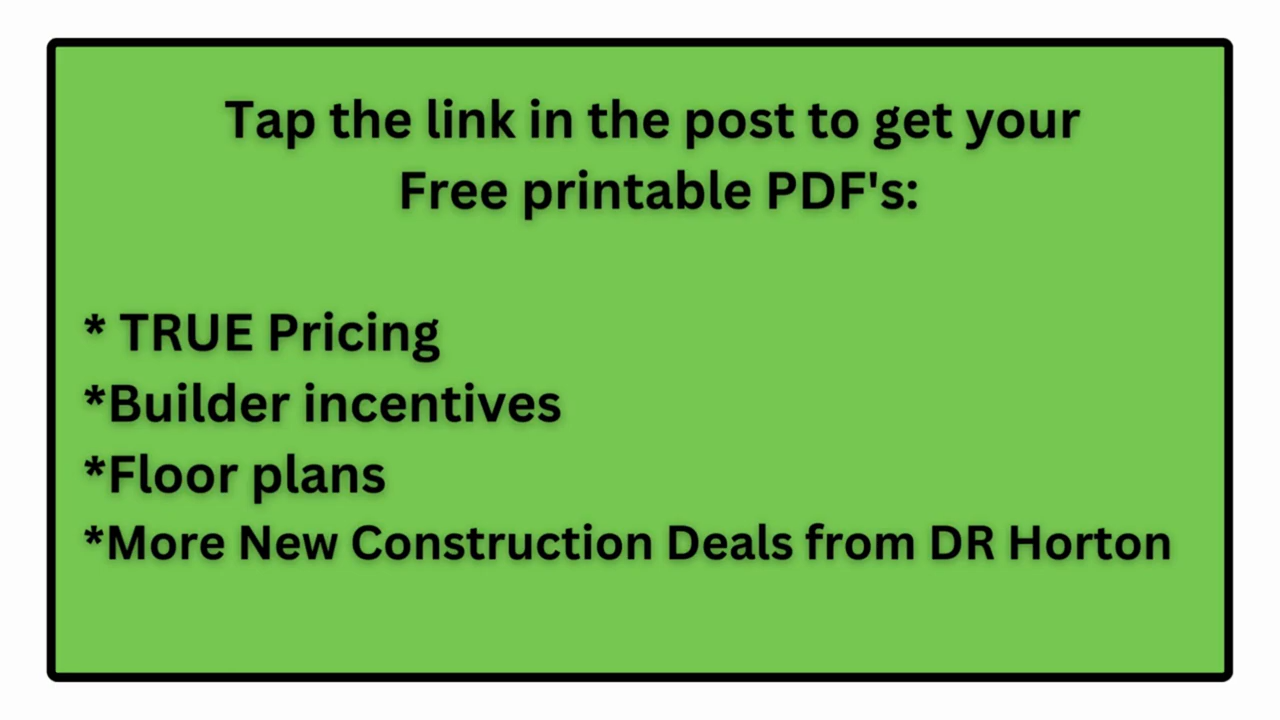 Tap the link in the post to get your
Free printable PDF's:
* TRUE Pricing
*Builder incentives
*Floor plans
*More New Construction Deals from DR Horton